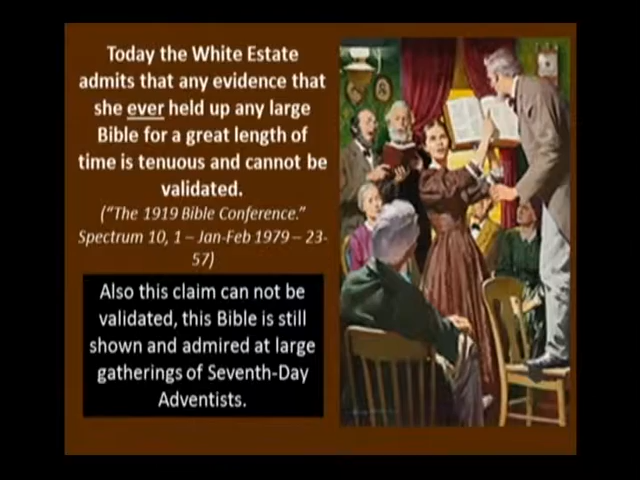 Today the White Estate
admits that any evidence that
she ever held up any large
Bible for a great length of
time is tenuous and cannot be
validated.
("The 1919 Bible Conference."
Spectrum 10, 1 – Jan-Feb 1979 – 23-
57)
Also this claim can not be
validated, this Bible is still
shown and admired at large
gatherings of Seventh-Day
Adventists.